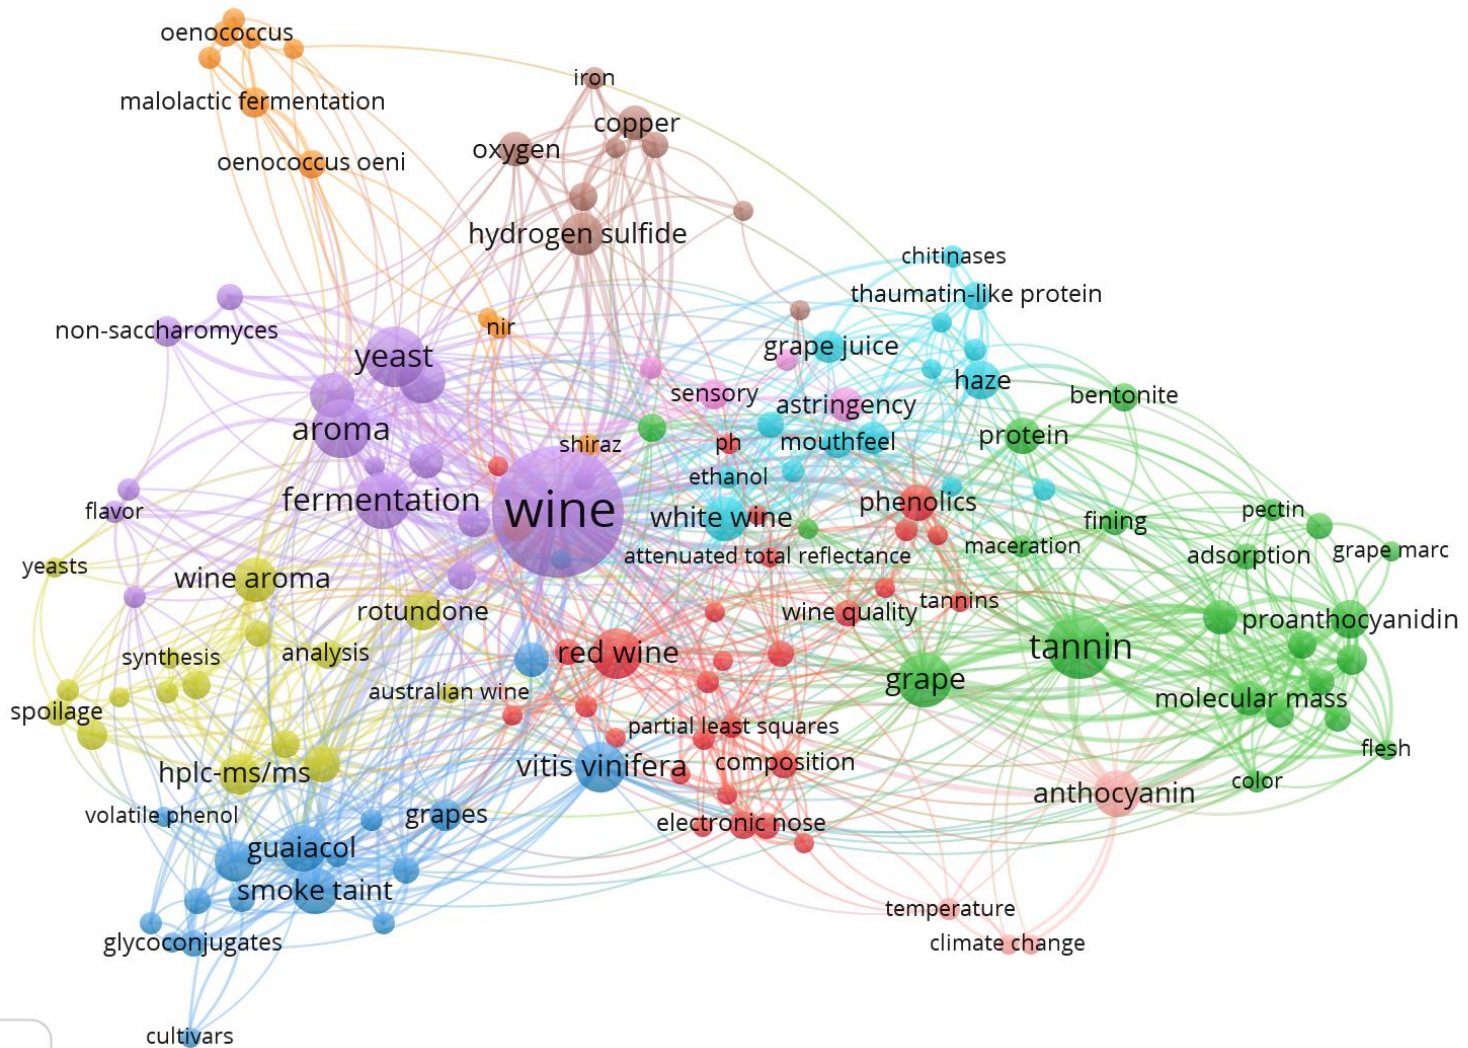 oenococcus
iron
malolactic fermentation
copper
oxygen
oenococcus oeni
hydrogen sulfide
chitinases
thaumatin-like protein
non-saccharomyces
nir
grape juice
yeast
haze
sensory
bentonite
astringency
aroma
protein
shiraz
ph
mouthfeel
ethanol
fermentation
phenolics
flavor
wine
white wine
pectin
fining
maceration
grape marc
attenuated total reflectance
adsorption
yeasts
wine aroma
tannins
rotundone
wine quality
proanthocyanidin
tannin
analysis
red wine
synthesis
grape
australian wine
molecular mass
spoilage
partial least squares
flesh
vitis vinifera
composition
hplc-ms/ms
color
anthocyanin
volatile phenol
grapes
electronic nose
guaiacol
smoke taint
temperature
glycoconjugates
climate change
cultivars